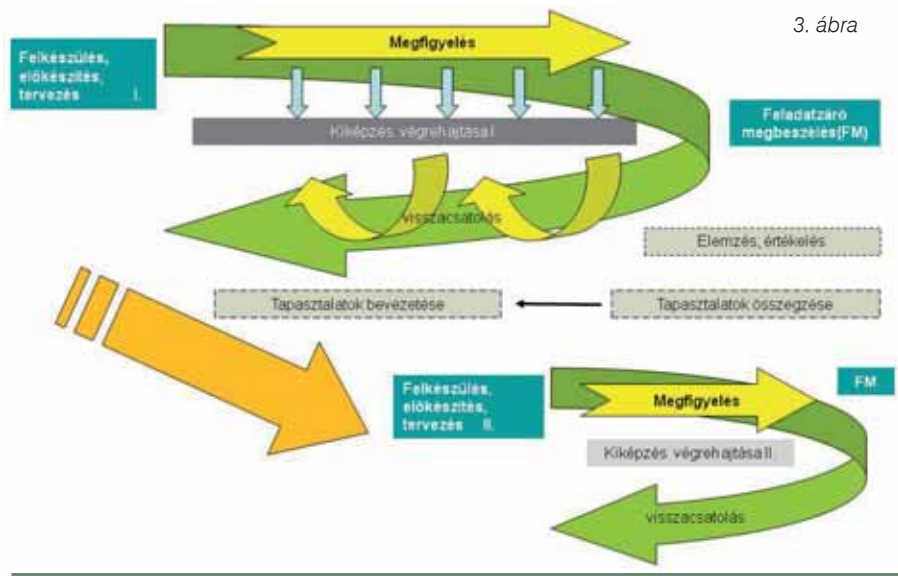 3. ábra
Megfigyelés
Felkészülés,
előkészítés,
tervezés I.
Feladatzáró
megbeszélés(FM)
Kiképzés végrehajtása I
visszacsatolás
Elemzés, értékelés
Tapasztalatok bevezetése
Tapasztalatok összegzése
Felkészülés,
előkészítés,
tervezés II.
Megfigyelés
FM
Kiképzés végrehajtása II
visszacsatolás